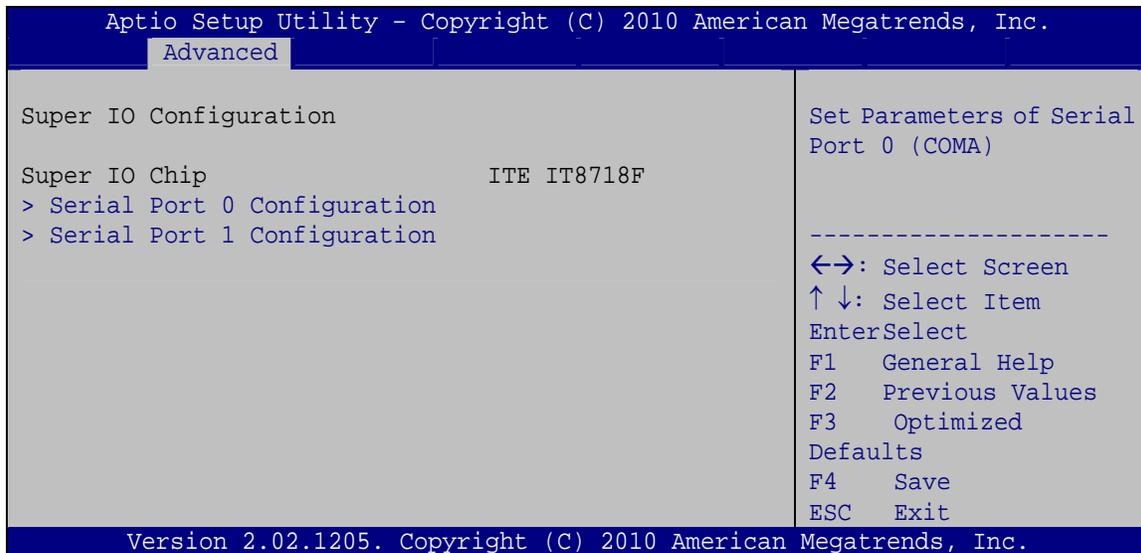 Aptio Setup Utility – Copyright (C) 2010 American Megatrends, Inc.
Advanced
Super IO Configuration
Super IO Chip ITE IT8718F
> Serial Port 0 Configuration
> Serial Port 1 Configuration
Set Parameters of Serial
Port 0 (COMA)
---------------------
←→: Select Screen
↑ ↓: Select Item
EnterSelect
F1 General Help
F2 Previous Values
F3 Optimized
Defaults
F4 Save
ESC Exit
Version 2.02.1205. Copyright (C) 2010 American Megatrends, Inc.